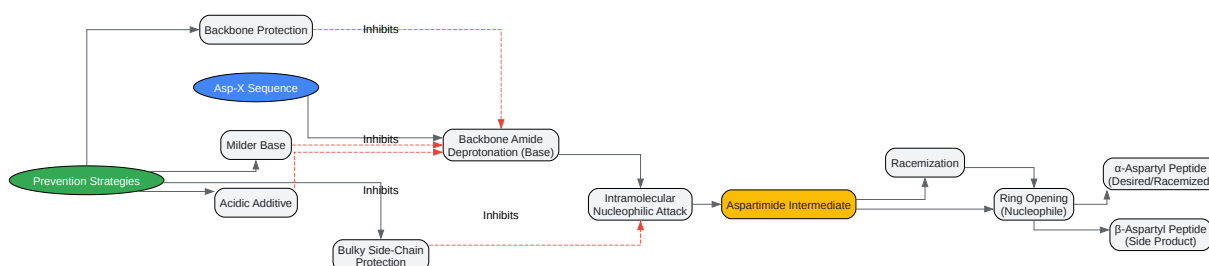 Backbone Protection
Inhibits
Asp-X Sequence
Milder Base
Inhibits
Backbone Amide
Deprotonation (Base)
Prevention Strategies
Acidic Additive
Inhibits
Inhibits
Bulky Side-Chain
Protection
Intramolecular
Nucleophilic Attack
Aspartimide Intermediate
Racemization
Ring Opening
(Nucleophile)
α-Aspartyl Peptide
(Desired/Racemized)
β-Aspartyl Peptide
(Side Product)